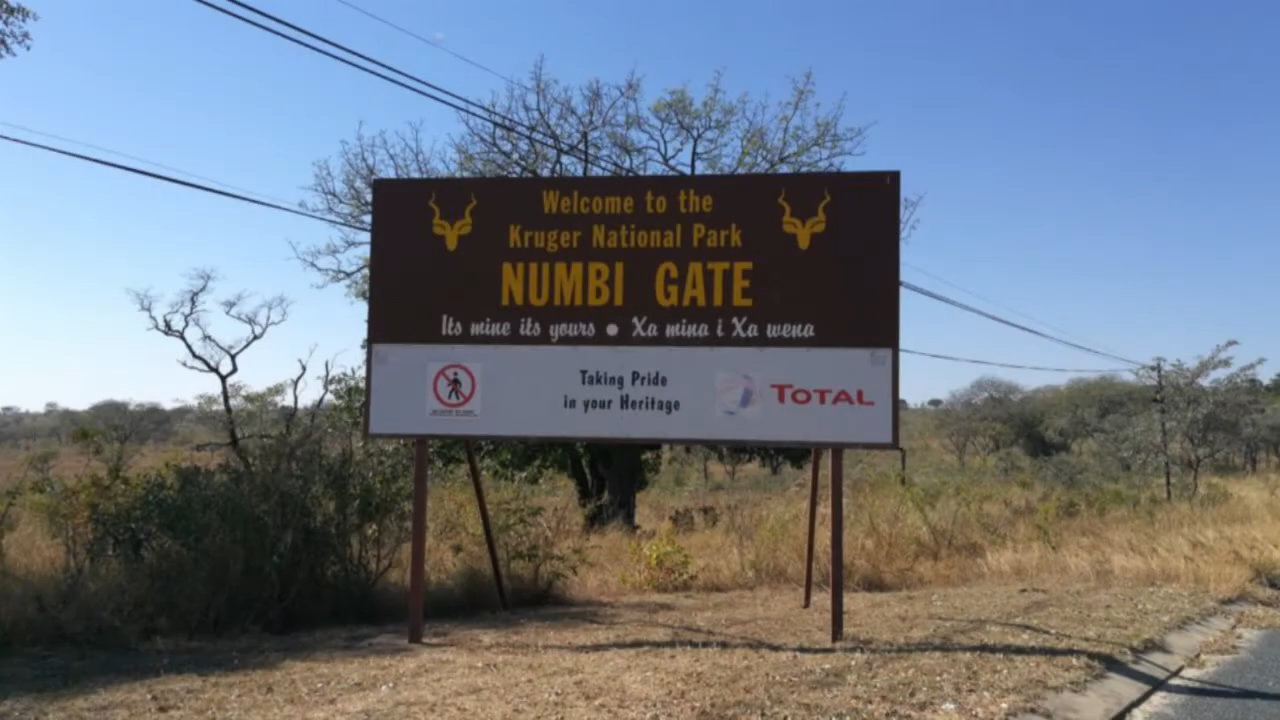 Welcome to the
Kruger National Park
NUMBI GATE
Its mine its yours ● Xa mina i Xa wena
Taking Pride
in your Heritage
TOTAL